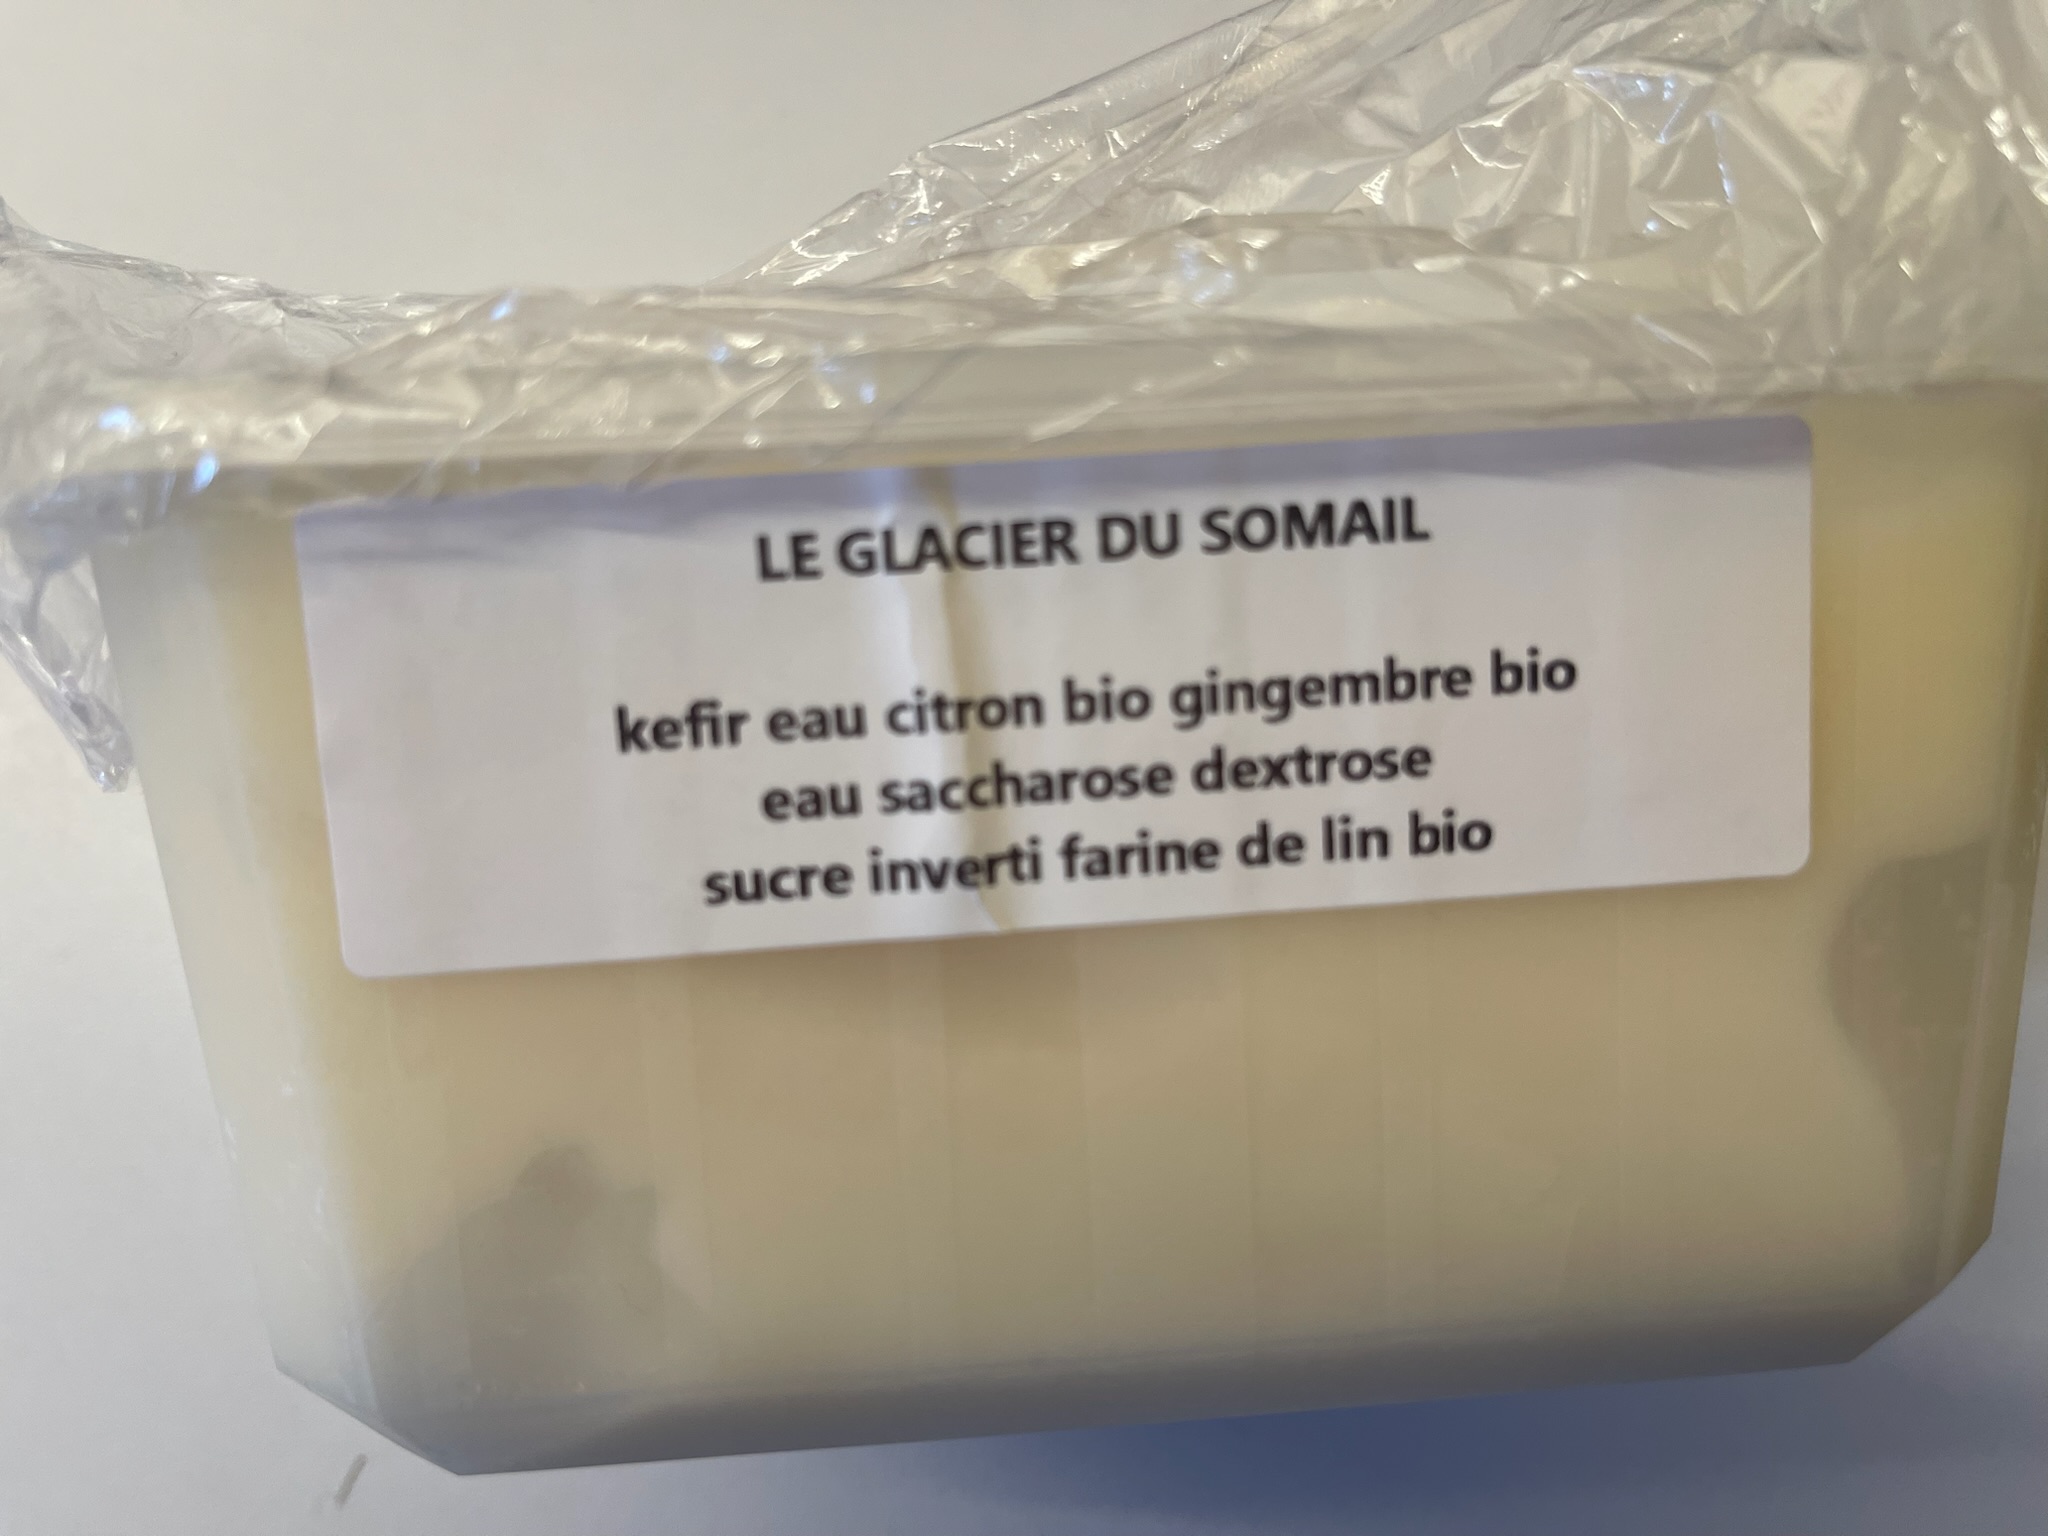 LE GLACIER DU SOMAIL
kefir eau citron bio gingembre bio
eau saccharose dextrose
sucre inverti farine de lin bio